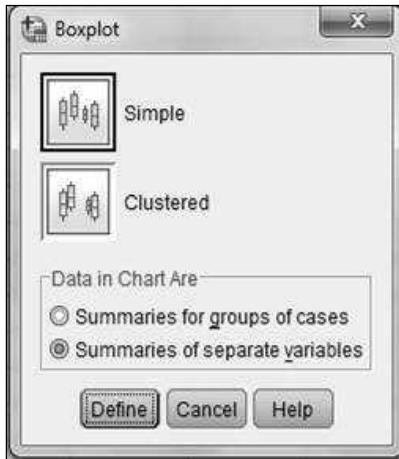 Boxplot
Simple
Clustered
Data in Chart Are
Summaries for groups of cases
Summaries of separate variables
Define Cancel Help